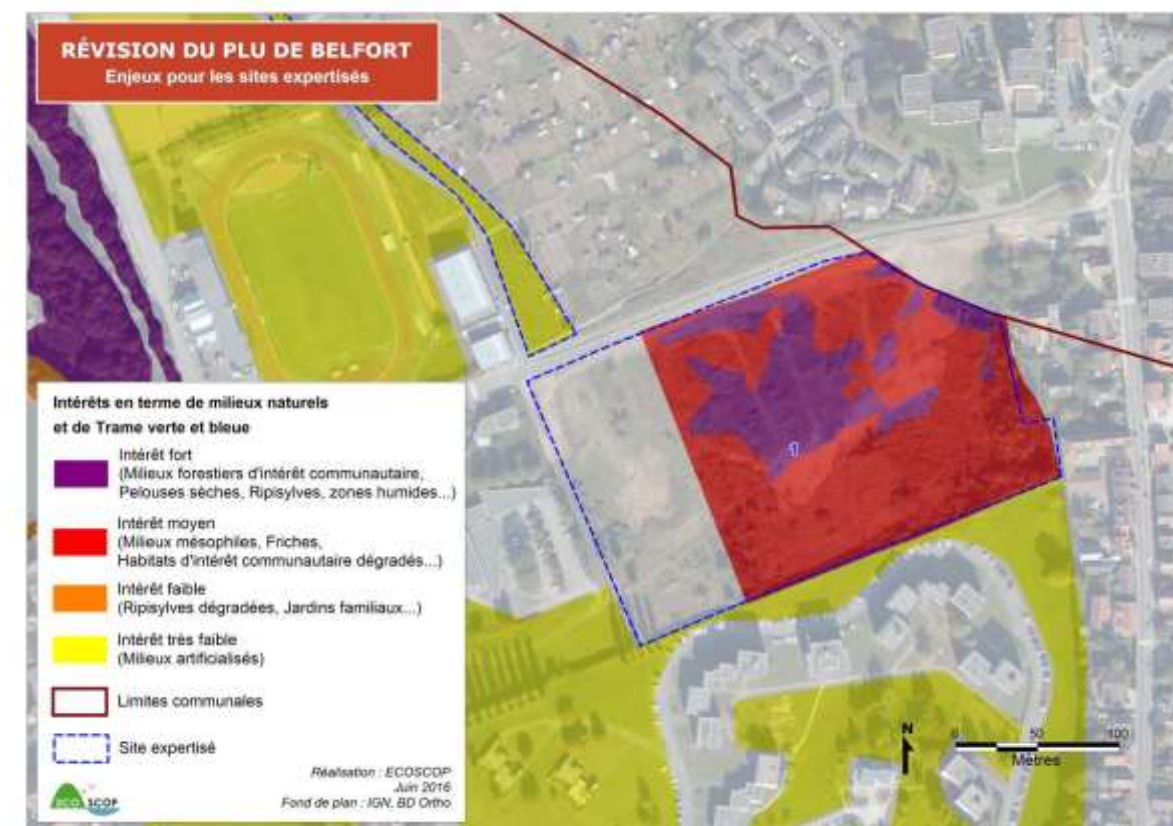 RÉVISION DU PLU DE BELFORT
Enjeux pour les sites expertisés
1
Intérêts en terme de milieux naturels
et de Trame verte et bleue
Intérêt fort
(Milieux forestiers d'intérêt communautaire,
Pelouses sèches, Ripisylves, zones humides...)
Intérêt moyen
(Milieux mésophiles, Friches,
Habitats d'intérêt communautaire dégradés...)
Intérêt faible
(Ripisylves dégradées, Jardins familiaux...)
Intérêt très faible
(Milieux artificialisés)
Limites communales
Site expertisé
Réalisation : ECOSCOP
Juin 2016
Fond de plan : IGN, BD Ortho
ECO SCOP
N
0 50 100
Mètres